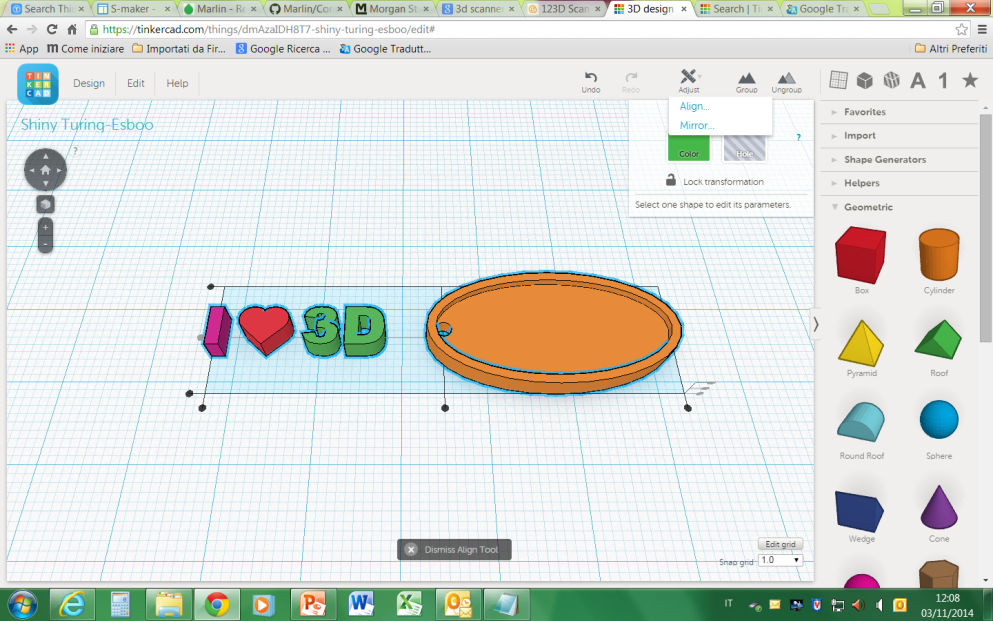 Search Thi
S-maker -
Marlin - R
Marlin/Co
Morgan St
3d scanne
123D Scan
3D design
Search | Ti
Google Tra
https://tinkercad.com/things/dmAzaIDH8T7-shiny-turing-esboo/edit#
App
Come iniziare
Importati da Fir...
Google Ricerca ...
Google Tradutt...
Altri Preferiti
TINKERCAD
Design
Edit
Help
Undo
Redo
Adjust
Group
Ungroup
Align...
Mirror...
Shiny Turing-Esboo
?
?
Color
Hole
Lock transformation
Select one shape to edit its parameters.
Favorites
Import
Shape Generators
Helpers
Geometric
Box
Cylinder
Pyramid
Roof
Round Roof
Sphere
Wedge
Cone
I 3D
Dismiss Align Tool
Edit grid
Snap grid 1.0
IT
12:08
03/11/2014